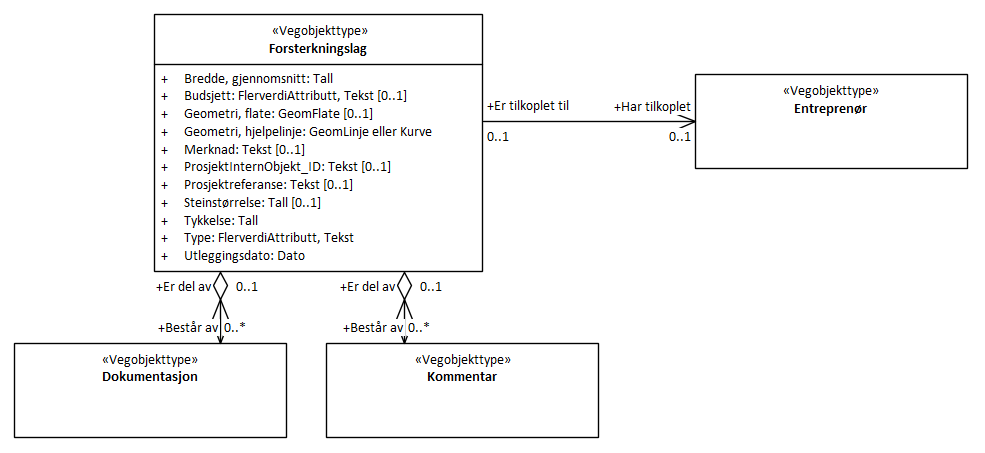 «Vegobjekttype»
Forsterkningslag
+ Bredde, gjennomsnitt: Tall
+ Budsjett: FlerverdiAttributt, Tekst [0..1]
+ Geometri, flate: GeomFlate [0..1]
+ Geometri, hjelpelinje: GeomLinje eller Kurve
+ Merknad: Tekst [0..1]
+ ProsjektInternObjekt_ID: Tekst [0..1]
+ Prosjektreferanse: Tekst [0..1]
+ Steinstørrelse: Tall [0..1]
+ Tykkelse: Tall
+ Type: FlerverdiAttributt, Tekst
+ Utleggingsdato: Dato
+Er tilkoplet til +Har tilkoplet
0..1 0..1
«Vegobjekttype»
Entreprenør
+Er del av 0..1
+Består av 0..*
+Er del av 0..1
+Består av 0..*
«Vegobjekttype»
Dokumentasjon
«Vegobjekttype»
Kommentar